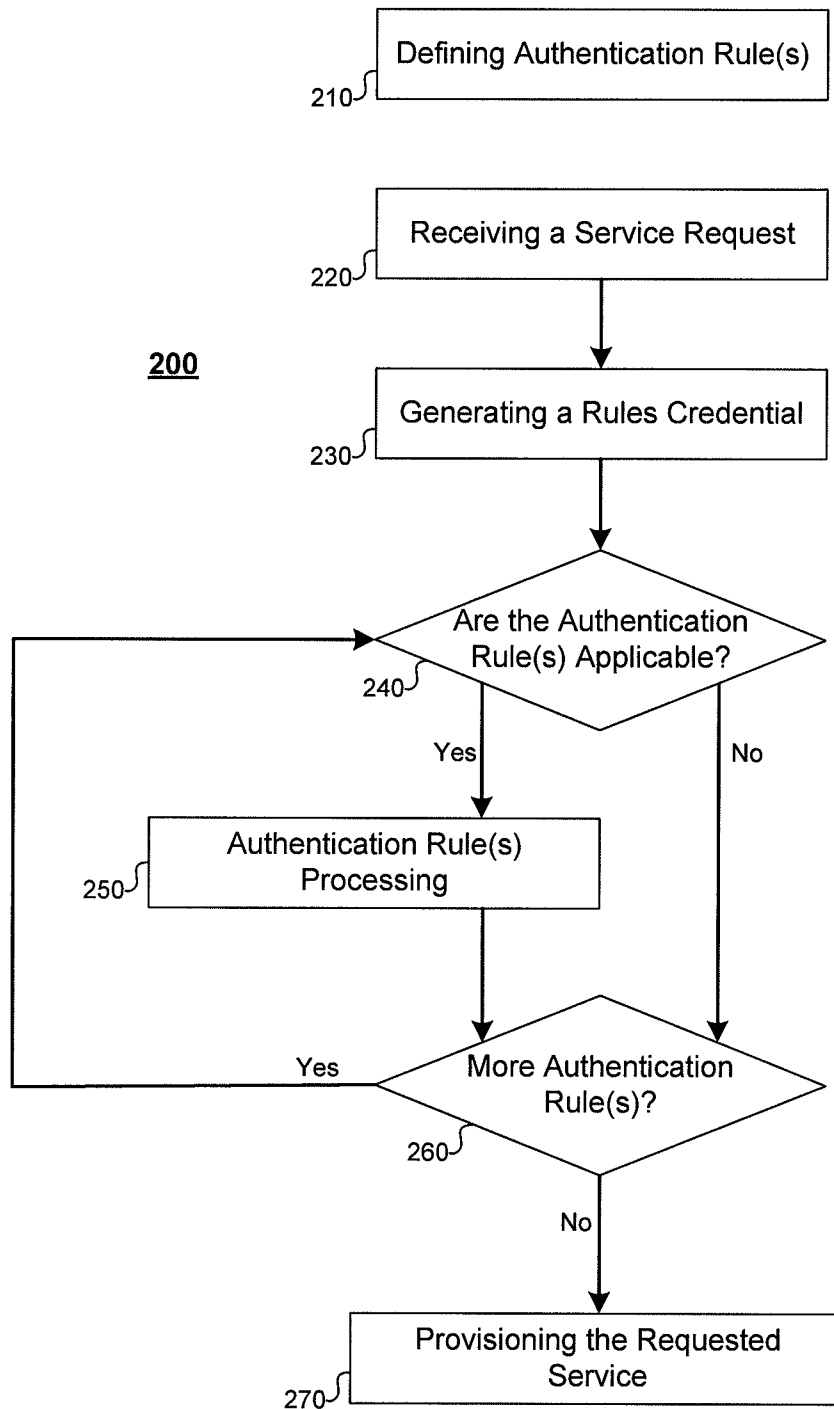 Defining Authentication Rule(s)
210
Receiving a Service Request
220
200
Generating a Rules Credential
230
Are the Authentication
Rule(s) Applicable?
240
Yes
No
Authentication Rule(s)
Processing
250
Yes
More Authentication
Rule(s)?
260
No
Provisioning the Requested
Service
270